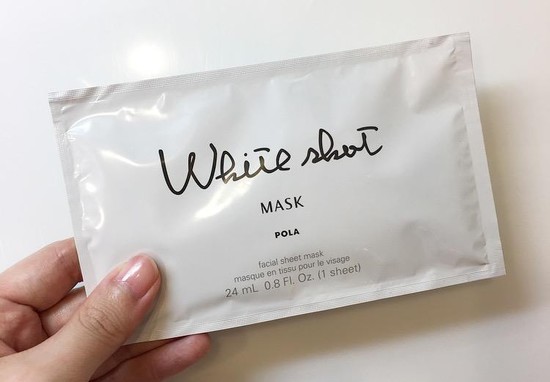 White shot
MASK
POLA
facial sheet mask
masque en tissu pour le visage
24 mL 0.8 Fl. Oz. (1 sheet)